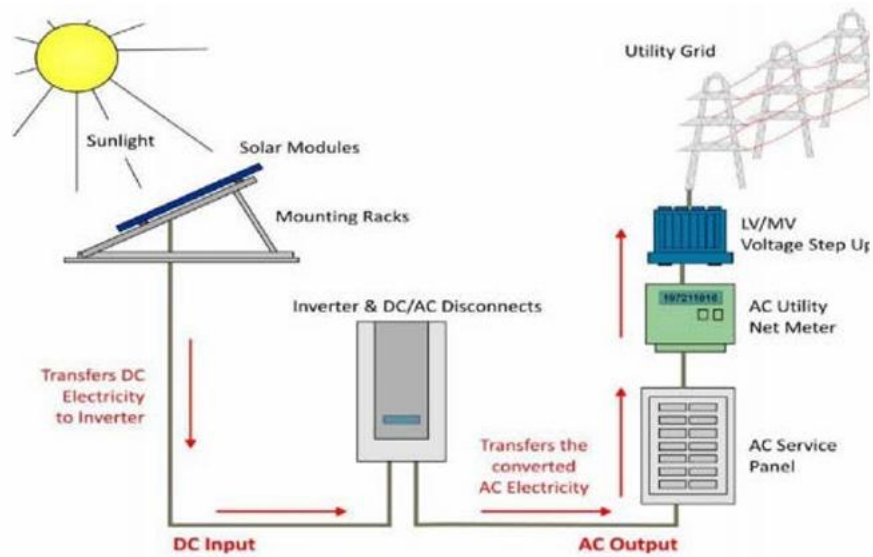 Utility Grid
Sunlight
Solar Modules
Mounting Racks
LV/MV
Voltage Step Up
Inverter & DC/AC Disconnects
197211016
AC Utility
Net Meter
Transfers DC
Electricity
to Inverter
Transfers the
converted
AC Electricity
AC Service
Panel
DC Input
AC Output